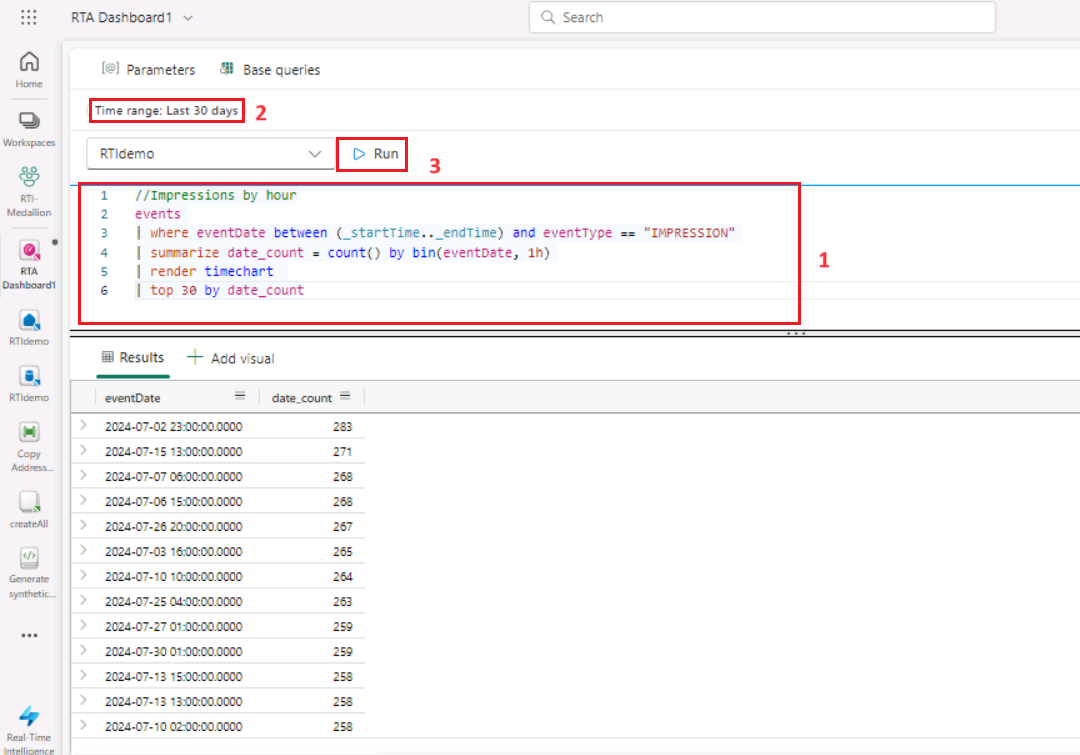 RTA Dashboard1
Search
Home
Workspaces
RTI-
Medallion
RTA
Dashboard1
RTIdemo
RTIdemo
Copy
Address...
createAll
Generate
synthetic...
Real-Time
Intelligence
Parameters
Base queries
Time range: Last 30 days
2
RTIdemo
Run
3
1 //Impressions by hour
2 events
3 | where eventDate between (_startTime.._endTime) and eventType == "IMPRESSION"
4 | summarize date_count = count() by bin(eventDate, 1h)
5 | render timechart
6 | top 30 by date_count
1
Results
Add visual
eventDate date_count
2024-07-02 23:00:00.0000 283
2024-07-15 13:00:00.0000 271
2024-07-07 06:00:00.0000 268
2024-07-06 15:00:00.0000 268
2024-07-26 20:00:00.0000 267
2024-07-03 16:00:00.0000 265
2024-07-10 10:00:00.0000 264
2024-07-25 04:00:00.0000 263
2024-07-27 01:00:00.0000 259
2024-07-30 01:00:00.0000 259
2024-07-13 15:00:00.0000 258
2024-07-13 13:00:00.0000 258
2024-07-10 02:00:00.0000 258